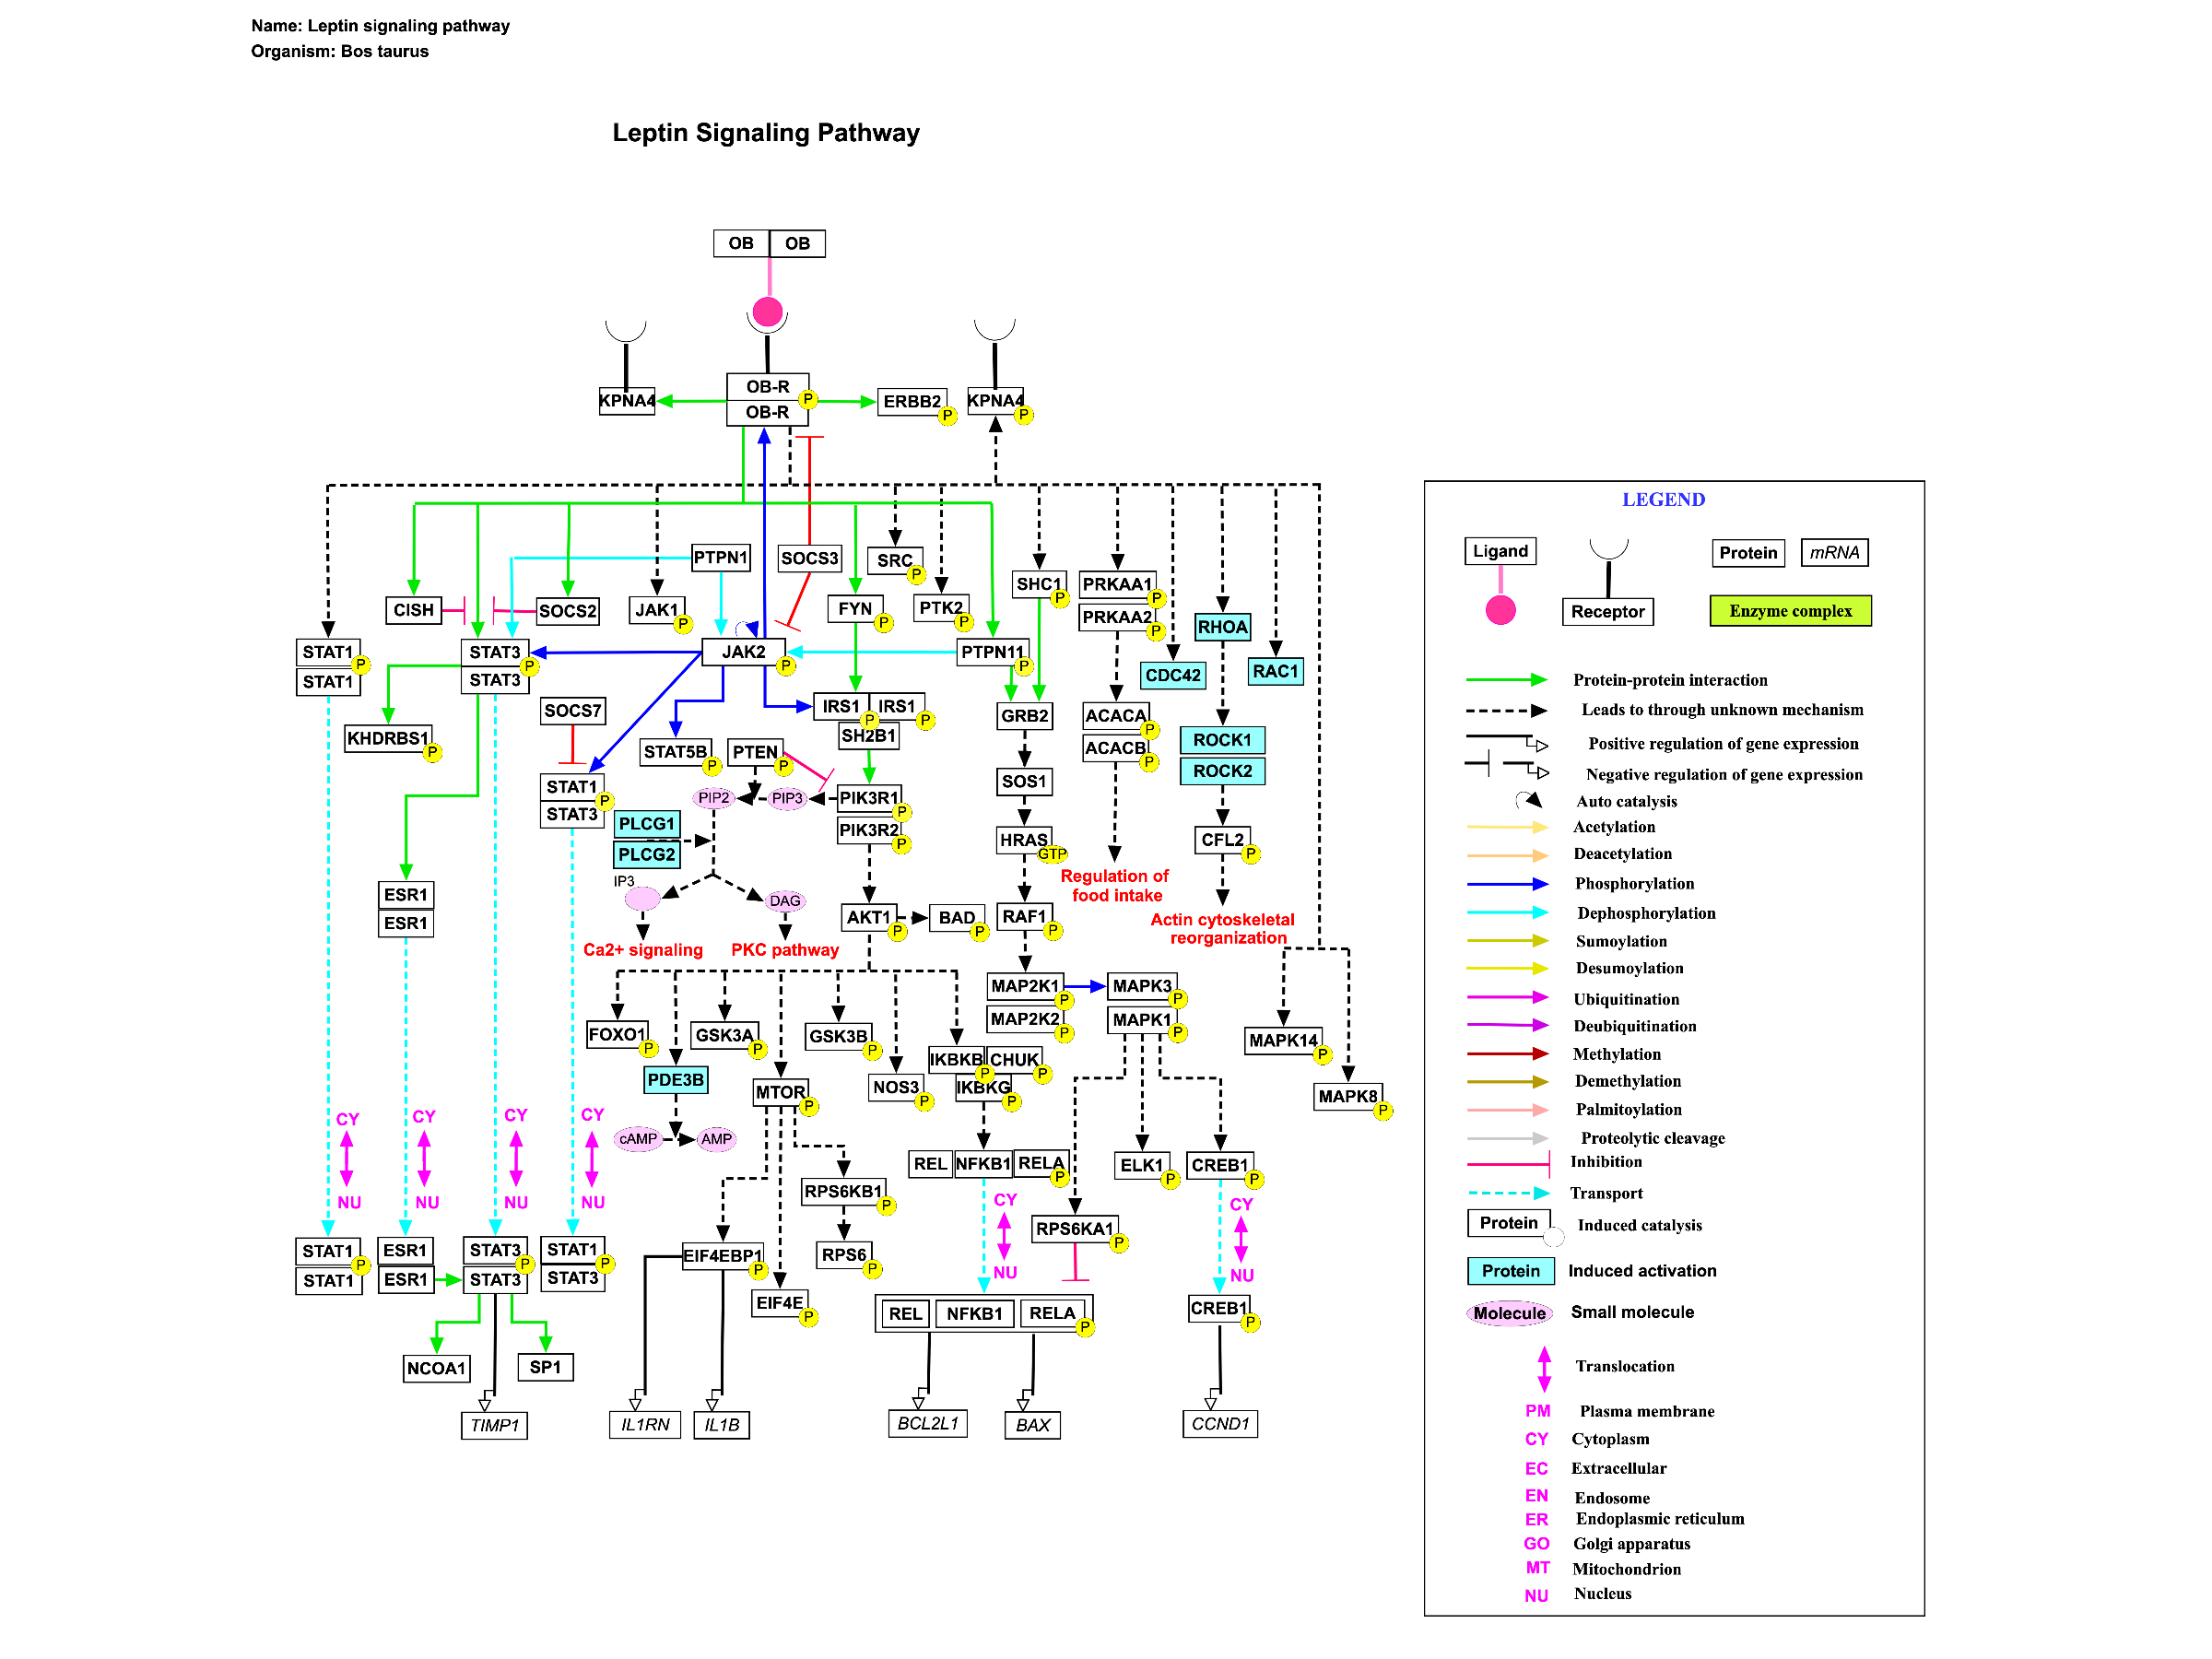 Name: Leptin signaling pathway
Organism: Bos taurus
Leptin Signaling Pathway
OB OB
KPNA4
OB-R P
OB-R
ERBB2 P
KPNA4 P
PTPN1
SOCS3
SRC P
CISH
SOCS2
JAK1 P
FYN P
PTK2 P
SHC1 P
PRKAA1 P
PRKAA2 P
RHOA
STAT1 P
STAT1
STAT3 P
STAT3
JAK2 P
PTPN11 P
CDC42
RAC1
SOCS7
KHDRBS1 P
STAT5B P
PTEN P
IRS1 P IRS1 P
SH2B1
GRB2
ACACA P
ACACB P
ROCK1
ROCK2
STAT1 P
STAT3
PIP2
PIP3
PIK3R1 P
PIK3R2 P
SOS1
PLCG1
PLCG2
HRAS GTP
CFL2 P
IP3
DAG
Regulation of
food intake
ESR1
ESR1
AKT1 P
BAD P
RAF1 P
Actin cytoskeletal
reorganization
Ca2+ signaling
PKC pathway
MAP2K1 P
MAP2K2 P
MAPK3 P
MAPK1 P
FOXO1 P
GSK3A P
GSK3B P
MAPK14 P
IKBKB P CHUK P
IKBKG P
PDE3B
MTOR P
NOS3 P
MAPK8 P
cAMP
AMP
CY
NU
CY
NU
CY
NU
CY
NU
REL NFKB1 RELA P
ELK1 P
CREB1 P
RPS6KB1 P
CY
NU
CY
NU
RPS6KA1 P
STAT1 P
STAT1
ESR1
ESR1
STAT3 P
STAT3
STAT1 P
STAT3
EIF4EBP1 P
RPS6 P
EIF4E P
REL NFKB1 RELA P
CREB1 P
NCOA1
SP1
TIMP1
IL1RN
IL1B
BCL2L1
BAX
CCND1
LEGEND
Ligand
Receptor
Protein
mRNA
Enzyme complex
Protein-protein interaction
Leads to through unknown mechanism
Positive regulation of gene expression
Negative regulation of gene expression
Auto catalysis
Acetylation
Deacetylation
Phosphorylation
Dephosphorylation
Sumoylation
Desumoylation
Ubiquitination
Deubiquitination
Methylation
Demethylation
Palmitoylation
Proteolytic cleavage
Inhibition
Transport
Protein Induced catalysis
Protein Induced activation
Molecule Small molecule
Translocation
PM Plasma membrane
CY Cytoplasm
EC Extracellular
EN Endosome
ER Endoplasmic reticulum
GO Golgi apparatus
MT Mitochondrion
NU Nucleus